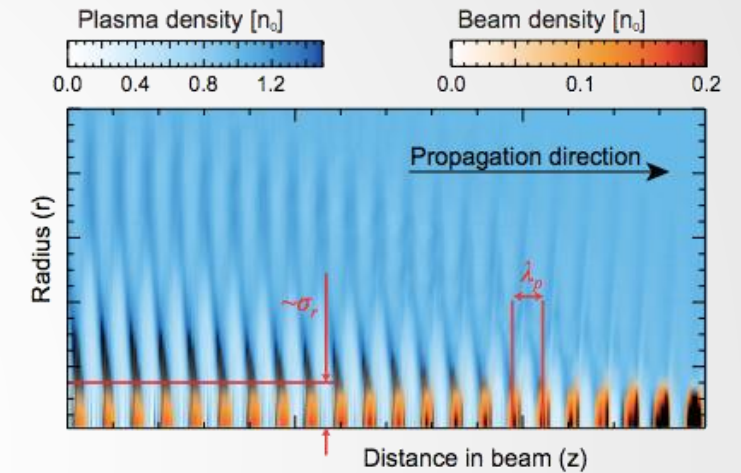 Plasma density [n₀]
Beam density [n₀]
0.0 0.4 0.8 1.2
0.0 0.1 0.2
Propagation direction
Radius (r)
~σᵣ
λₚ
Distance in beam (z)